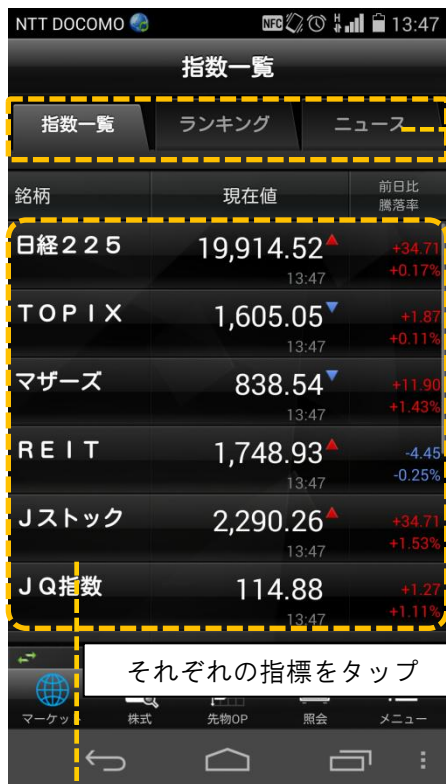 NTT DOCOMO NFC 13:47
指数一覧
指数一覧 ランキング ニュース
銘柄 現在値 前日比
騰落率
日経２２５ 19,914.52 +34.71
13:47 +0.17%
ＴＯＰＩＸ 1,605.05 +1.87
13:47 +0.11%
マザーズ 838.54 +11.90
13:47 +1.43%
ＲＥＩＴ 1,748.93 -4.45
13:47 -0.25%
Ｊストック 2,290.26 +34.71
13:47 +1.53%
ＪＱ指数 114.88 +1.27
13:47 +1.11%
それぞれの指標をタップ
マーケット 株式 先物OP 照会 メニュー